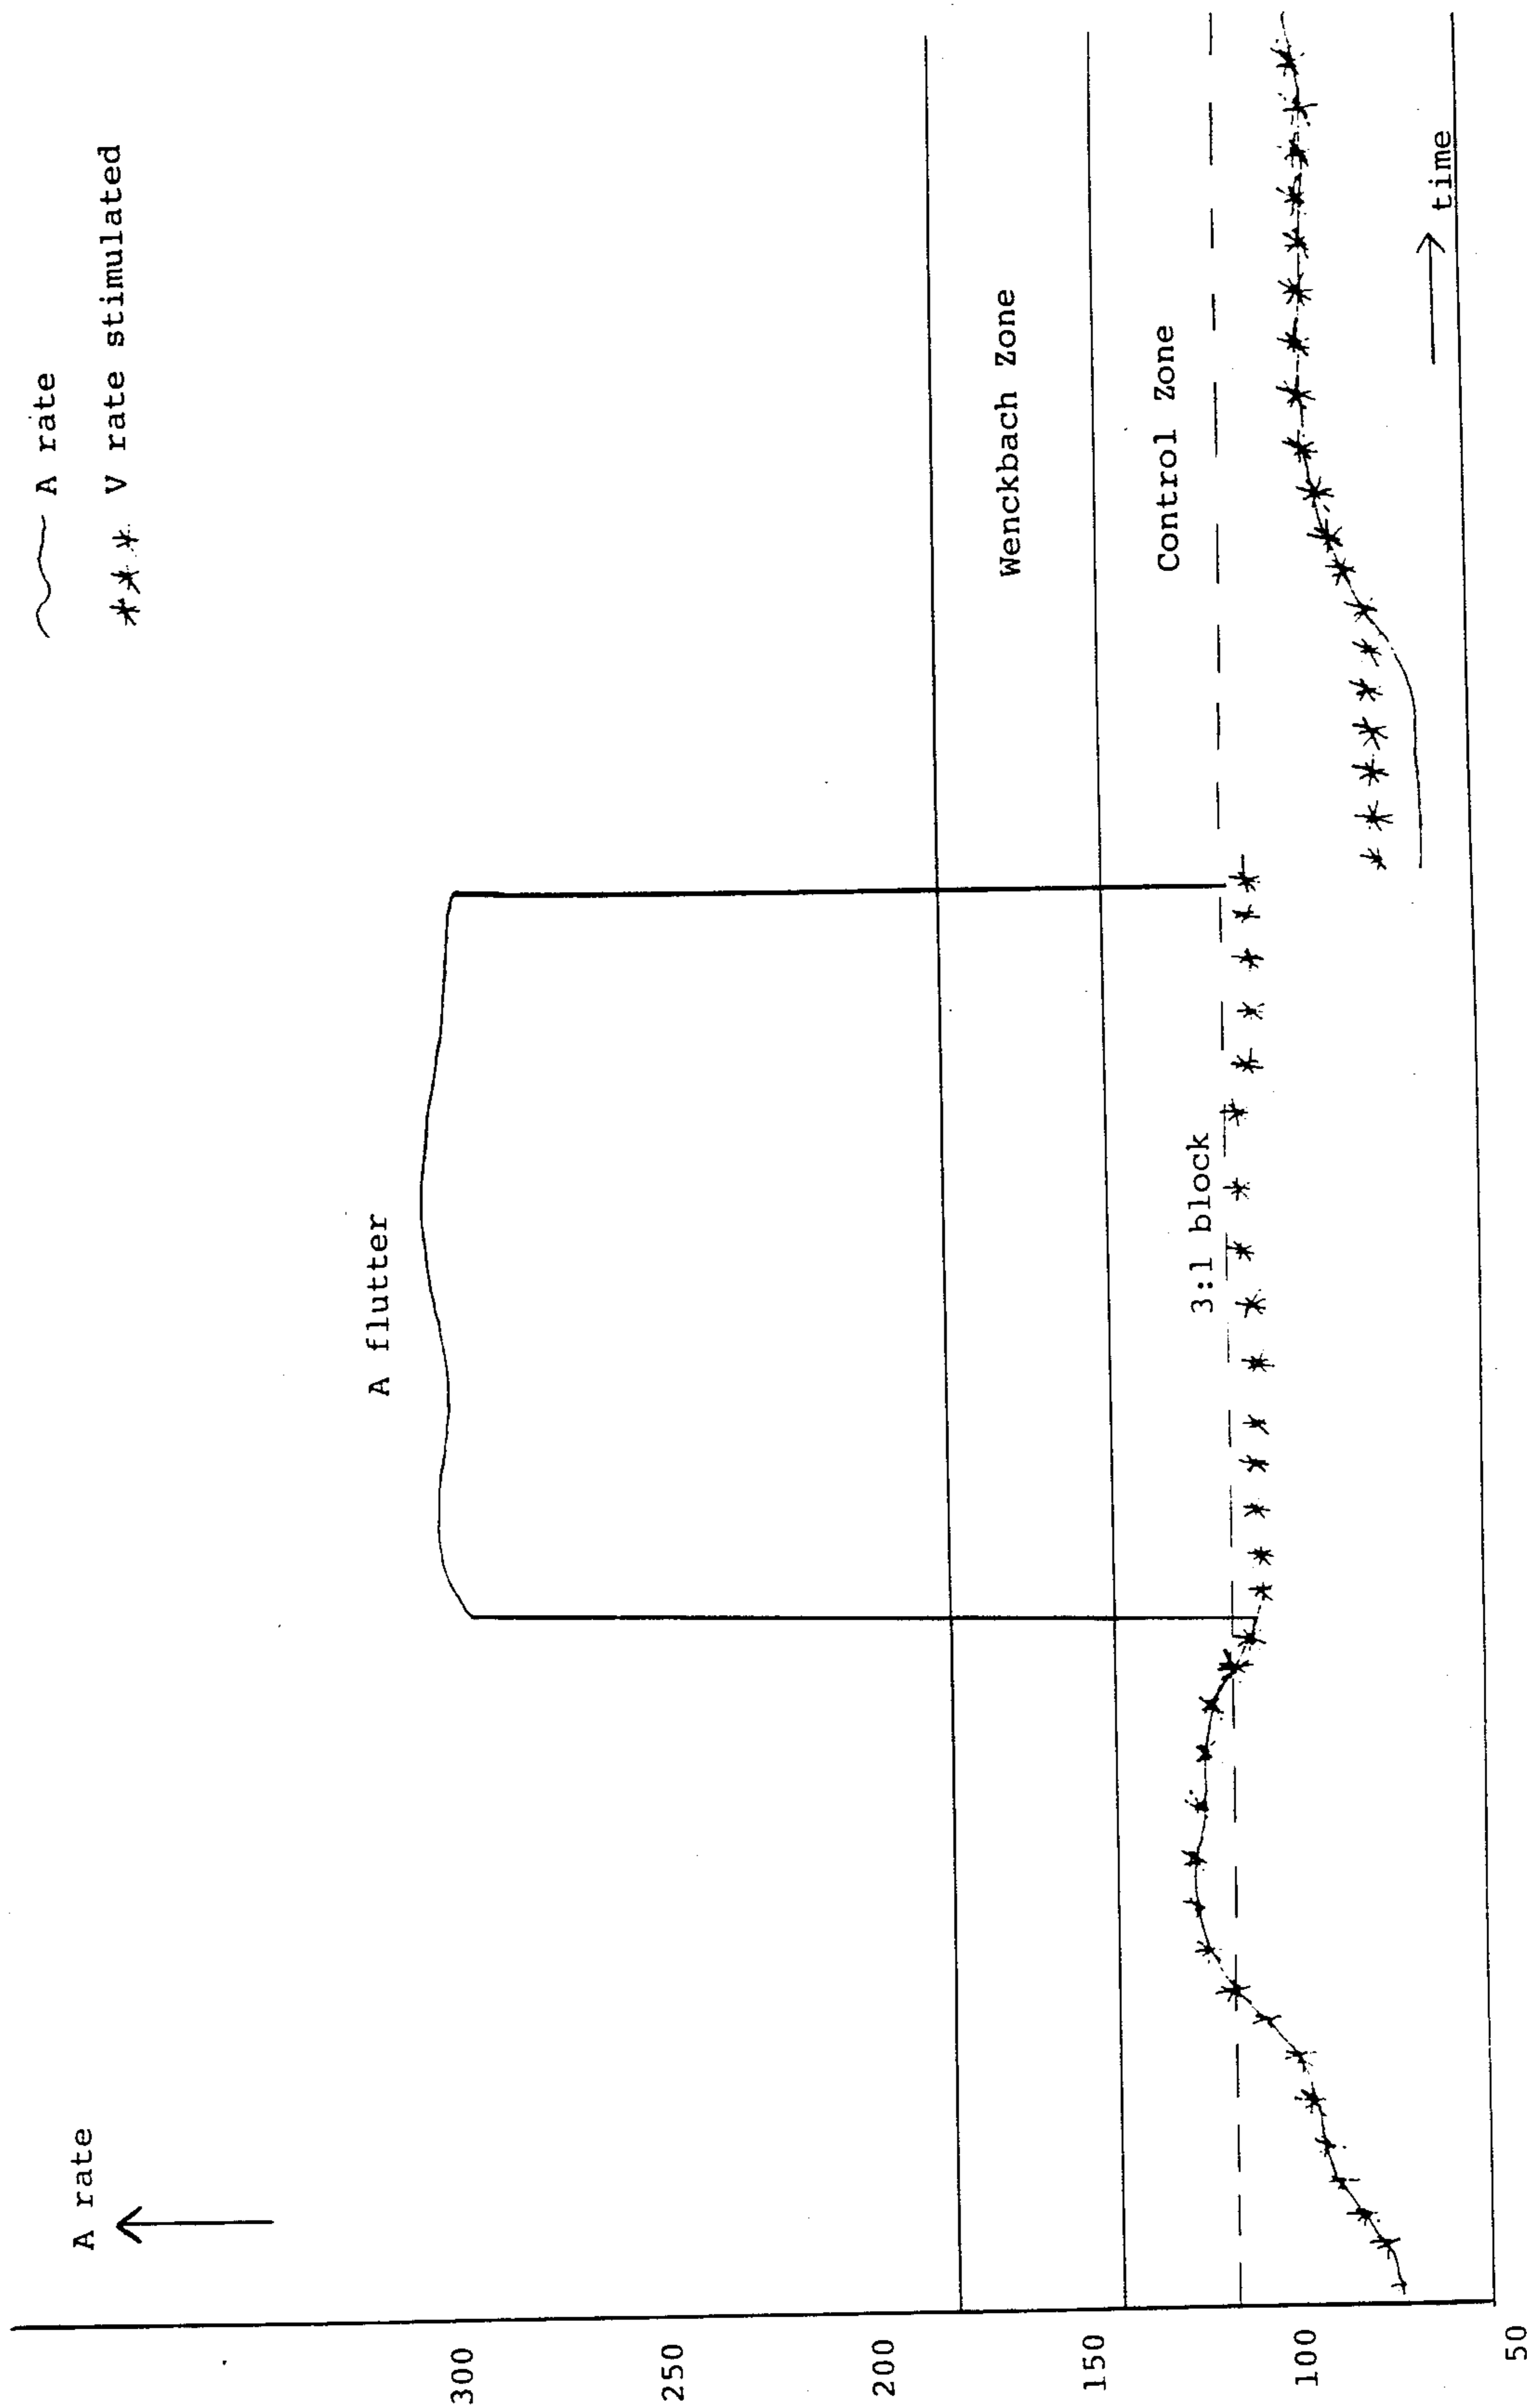 A rate
V rate stimulated
A rate
A flutter
Wenckbach Zone
Control Zone
3:1 block
time
300
250
200
150
100
50